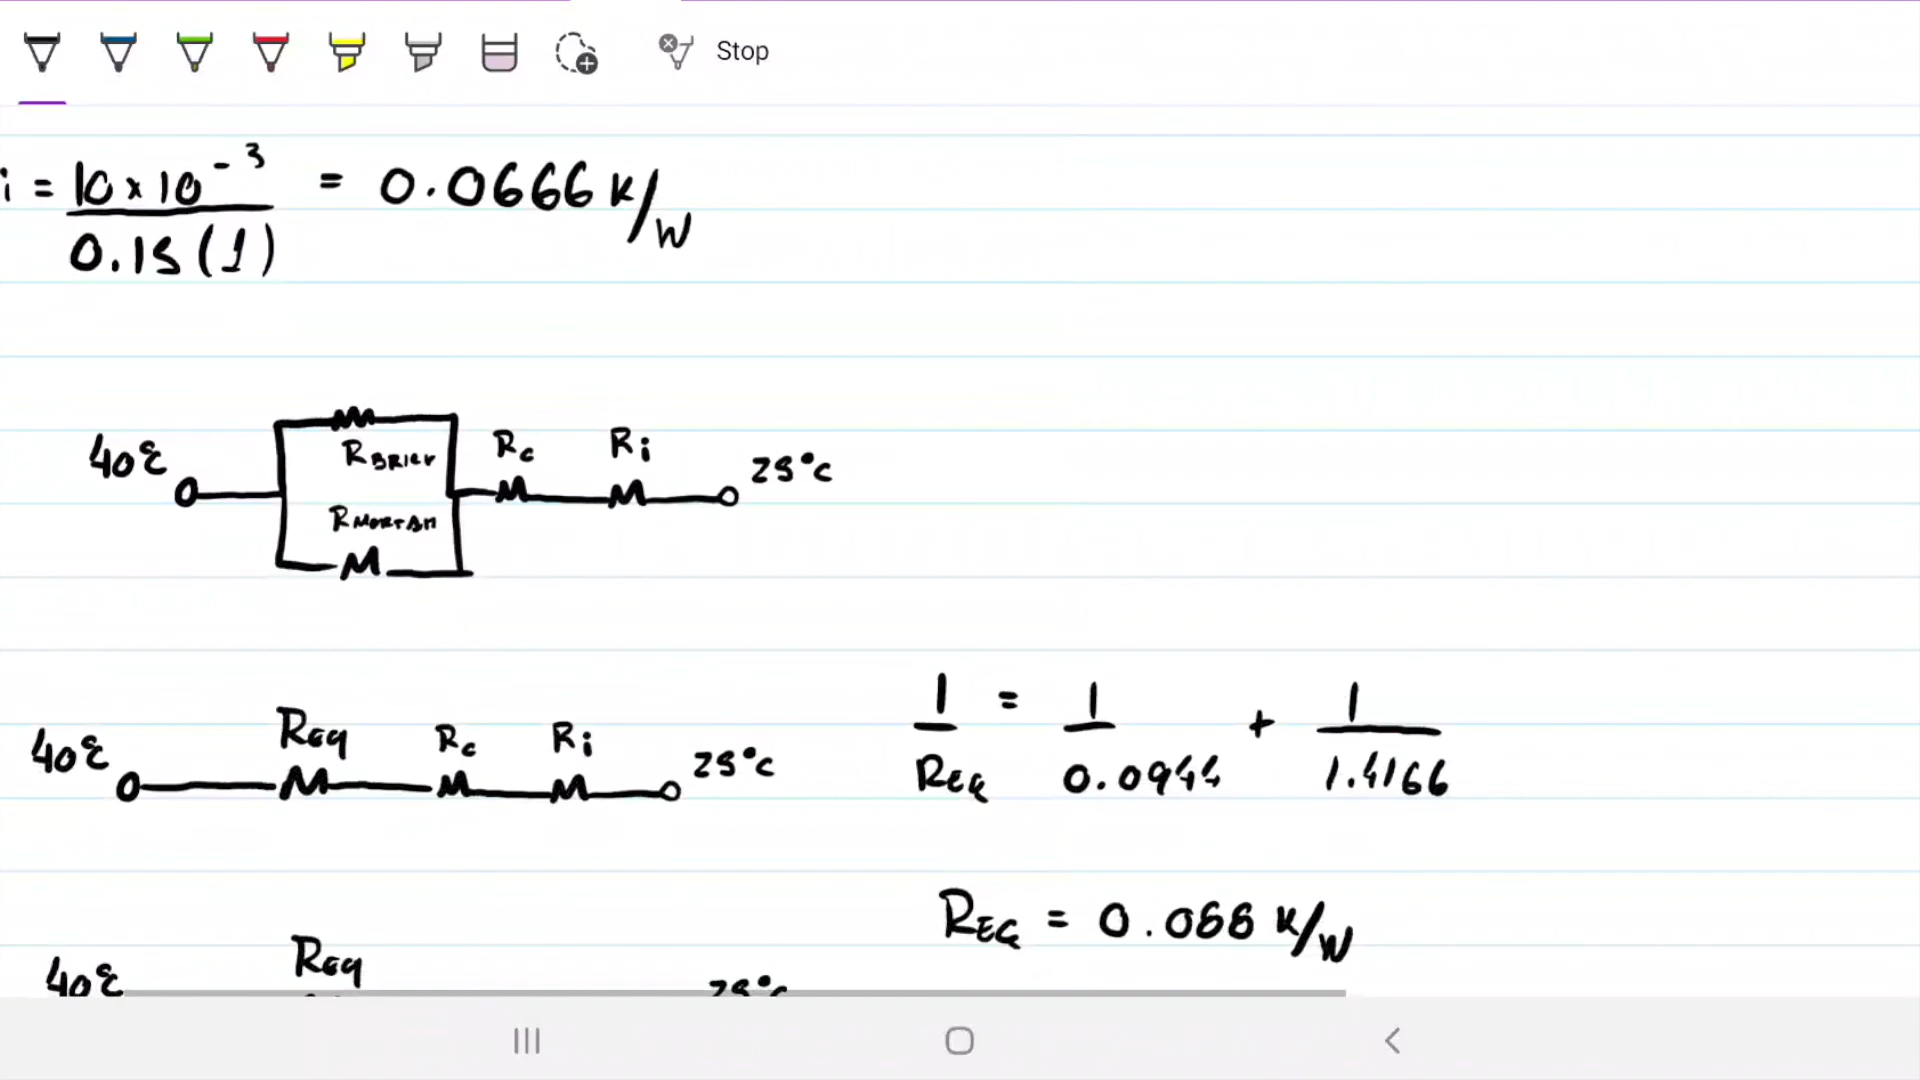 Stop
i = 10 × 10⁻³ / 0.15 (1) = 0.0666 K/W
40°C RBRICK Rc Ri 25°C
RMORTAR
40°C REQ Rc Ri 25°C
1/REQ = 1/0.0944 + 1/1.4166
REQ = 0.088 K/W
40°C REQ 25°C